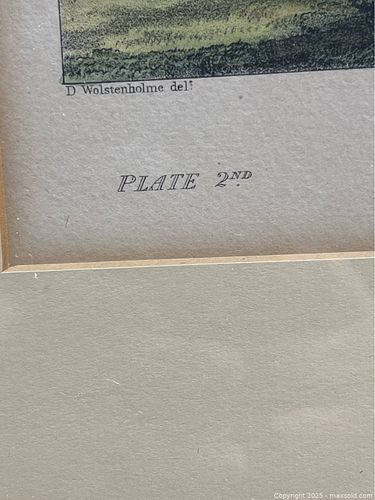 D Wolstenholme delt.
PLATE 2ND.
Copyright 2025 - maxsold.com